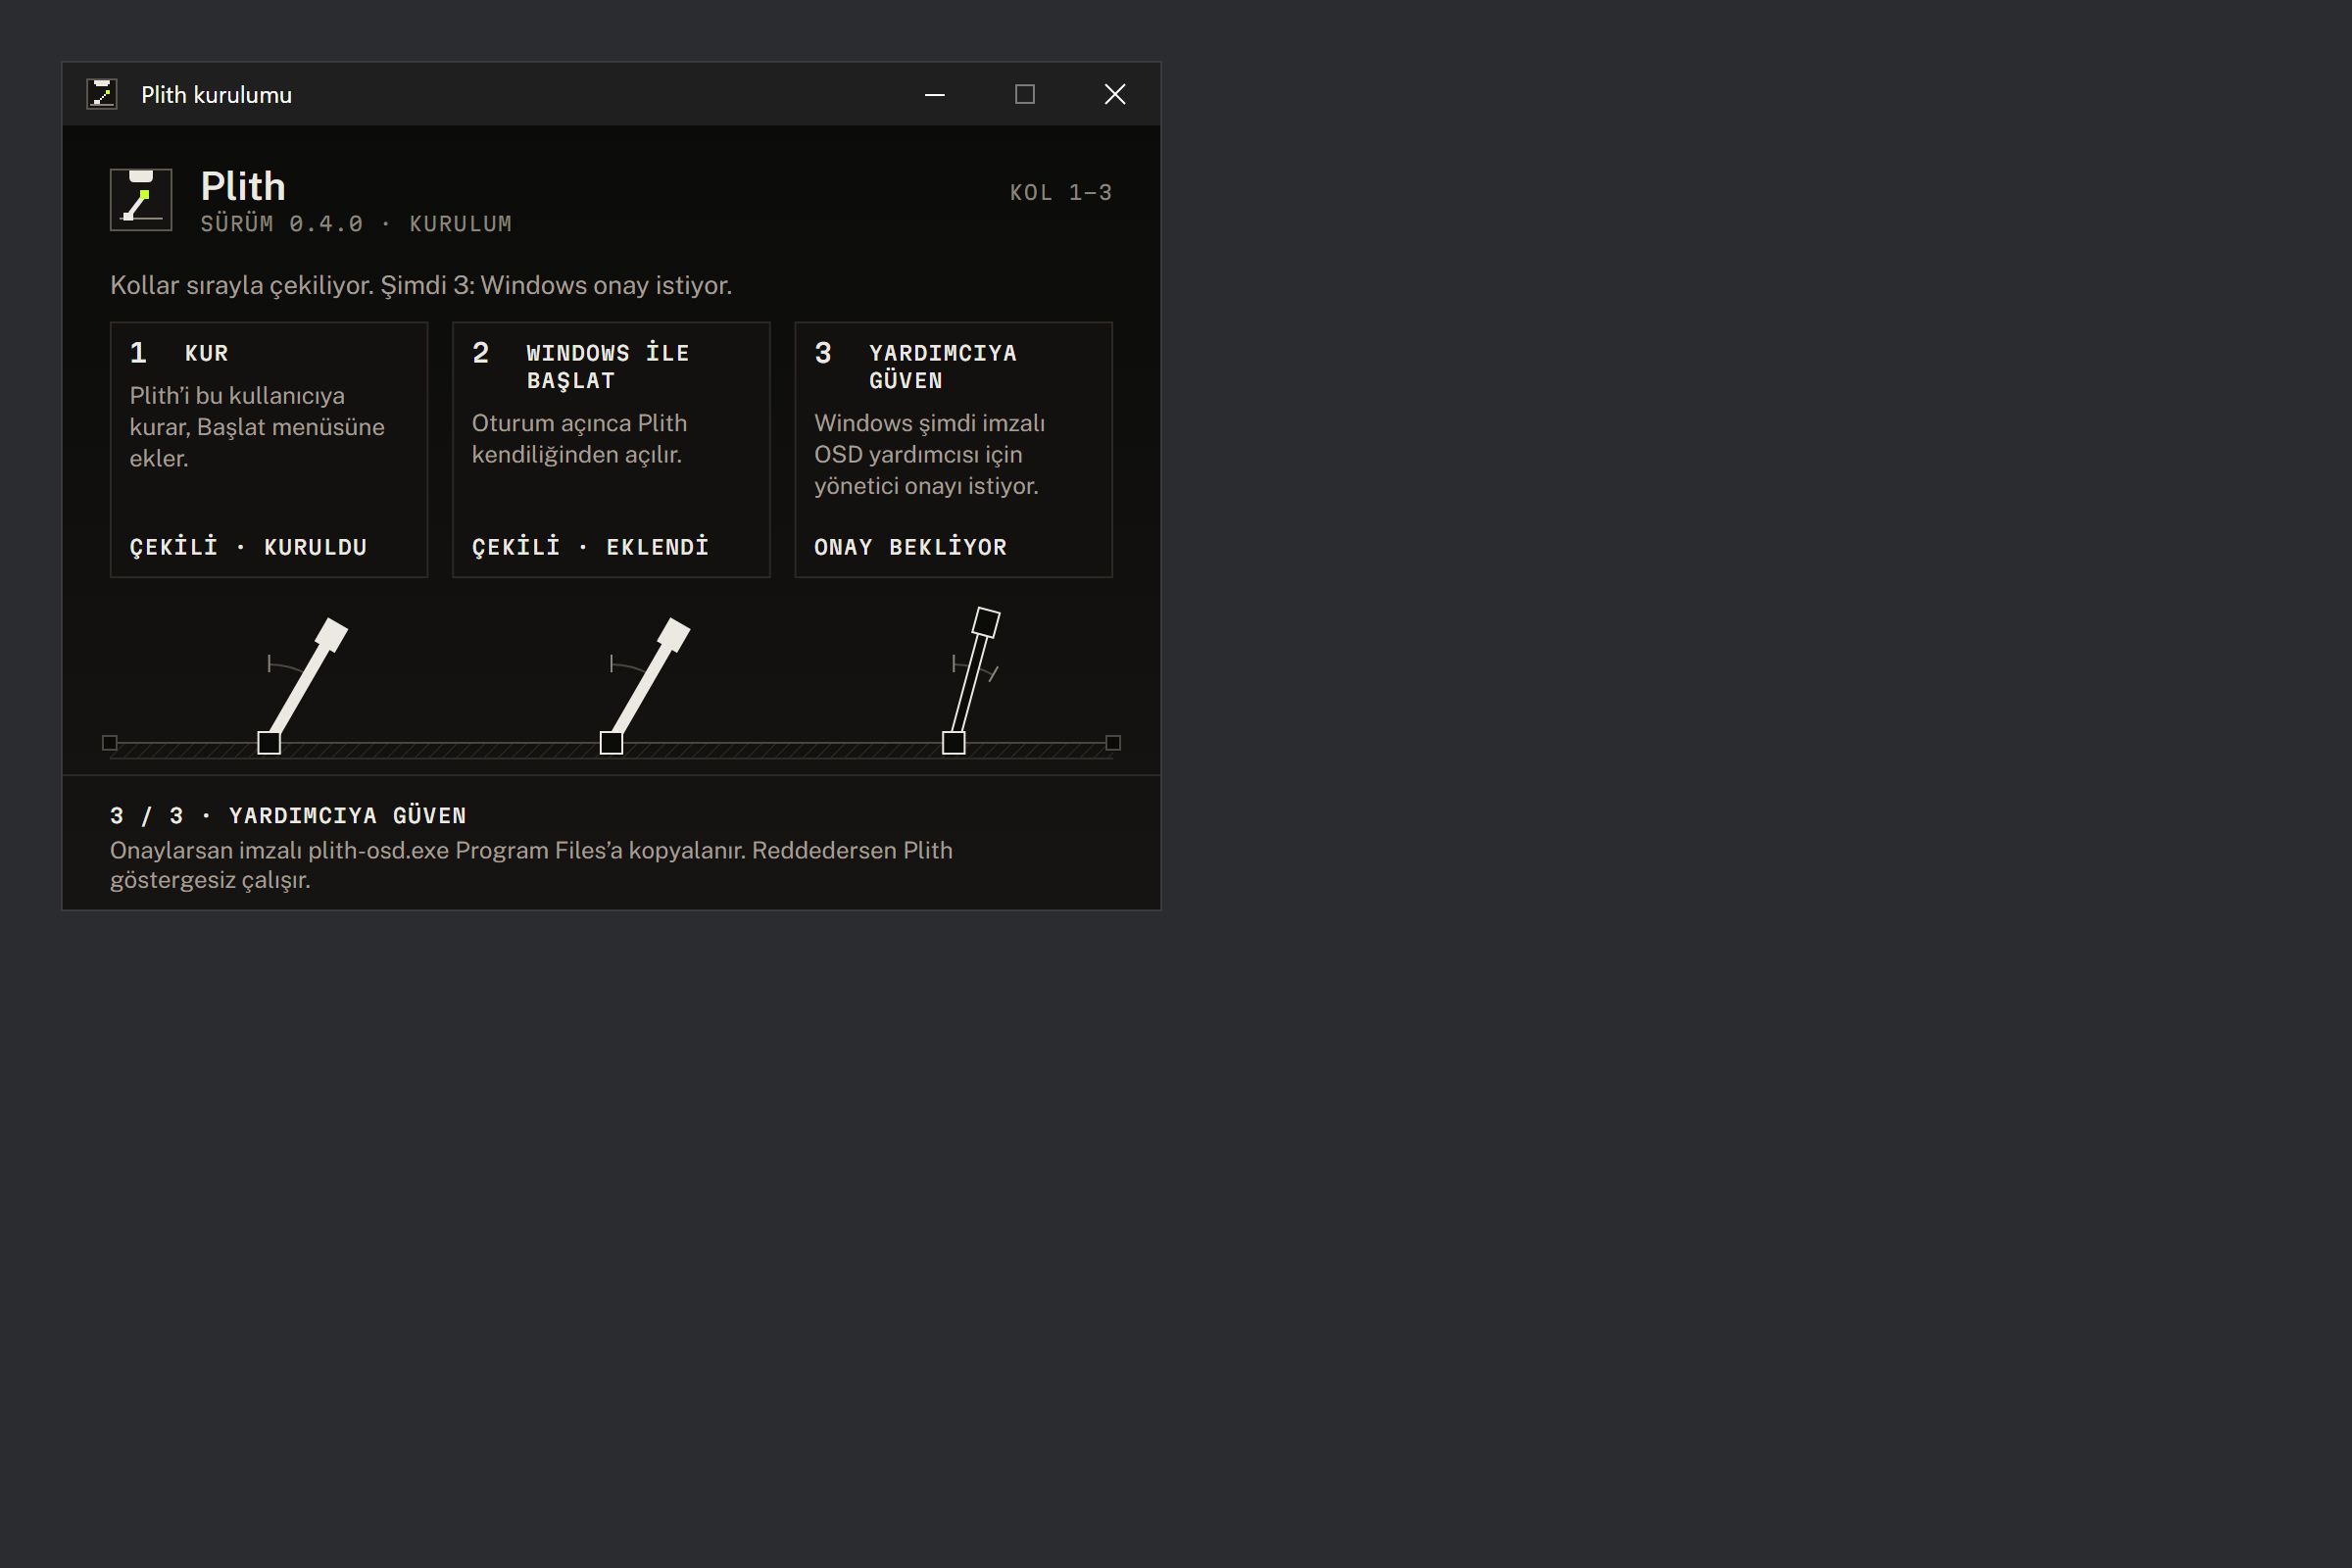 Plith kurulumu
Plith
SÜRÜM 0.4.0 · KURULUM
KOL 1–3
Kollar sırayla çekiliyor. Şimdi 3: Windows onay istiyor.
1 KUR
Plith’i bu kullanıcıya
kurar, Başlat menüsüne
ekler.
ÇEKİLİ · KURULDU
2 WINDOWS İLE
BAŞLAT
Oturum açınca Plith
kendiliğinden açılır.
ÇEKİLİ · EKLENDİ
3 YARDIMCIYA
GÜVEN
Windows şimdi imzalı
OSD yardımcısı için
yönetici onayı istiyor.
ONAY BEKLİYOR
3 / 3 · YARDIMCIYA GÜVEN
Onaylarsan imzalı plith-osd.exe Program Files’a kopyalanır. Reddedersen Plith
göstergesiz çalışır.